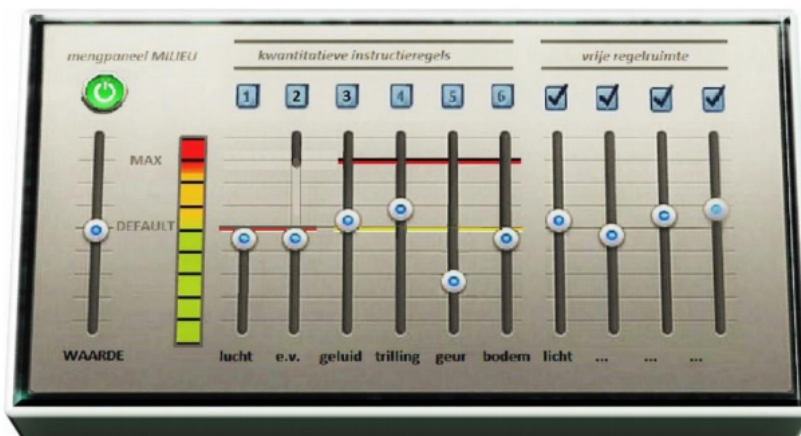 mengpaneel MILIEU
kwantitatieve instructieregels
vrije regelruimte
1 2 3 4 5 6
MAX
DEFAULT
WAARDE
lucht e.v. geluid trilling geur bodem licht ... ... ...